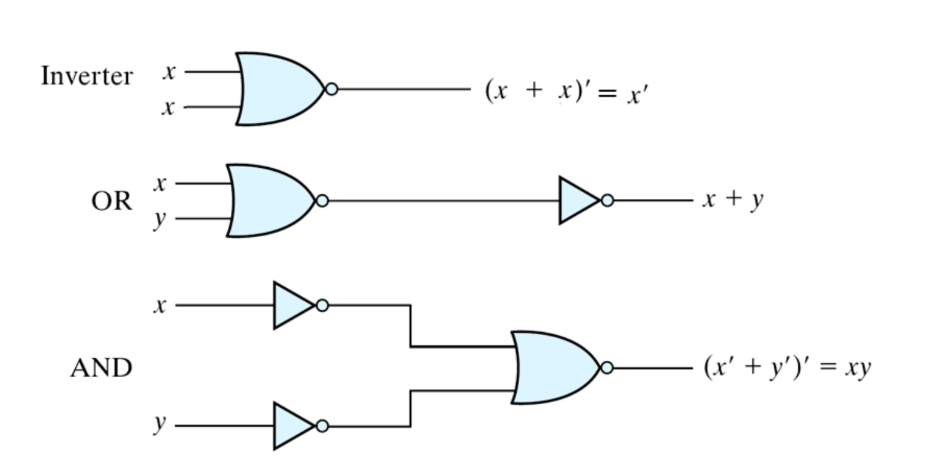 Inverter x
x
(x + x)′ = x′
OR x
y
x + y
x
AND
(x′ + y′)′ = xy
y